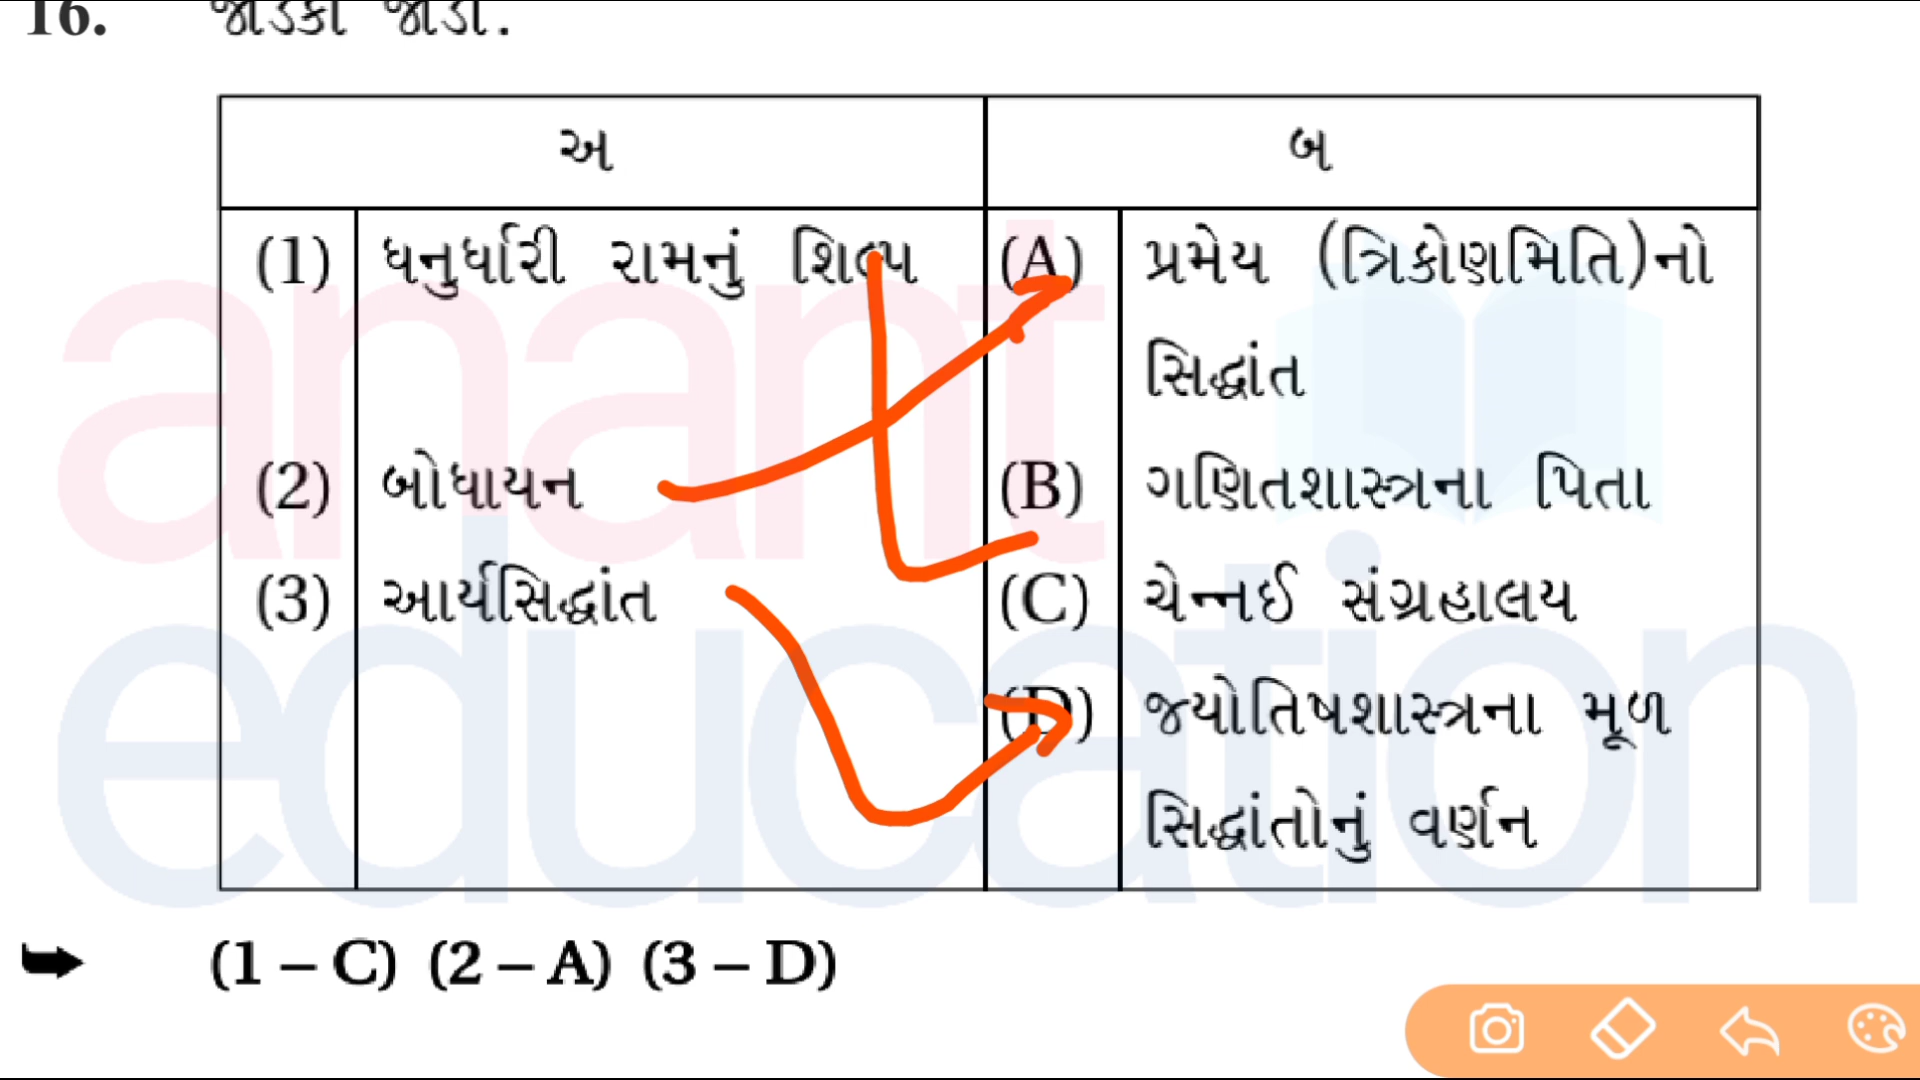 16. જોડકાં જોડો.
અ બ
(1) ધનુર્ધારી રામનું શિલ્પ (A) પ્રમેય (ત્રિકોણમિતિ)નો
સિદ્ધાંત
(2) બોધાયન (B) ગણિતશાસ્ત્રના પિતા
(3) આર્યસિદ્ધાંત (C) ચેન્નઈ સંગ્રહાલય
(D) જ્યોતિષશાસ્ત્રના મૂળ
સિદ્ધાંતોનું વર્ણન
anant
education
➥ (1 – C) (2 – A) (3 – D)